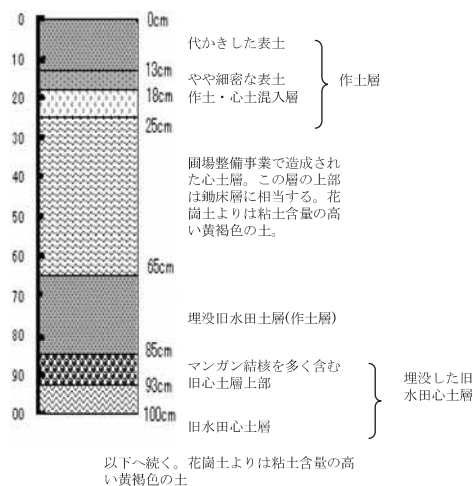 0
0cm
代かきした表土
10
13cm
やや細密な表土
作土層
18cm
作土・心土混入層
20
25cm
30
圃場整備事業で造成され
た心土層。この層の上部
は鋤床層に相当する。花
崗土よりは粘土含量の高
い黄褐色の土。
40
50
60
65cm
70
埋没旧水田土層(作土層)
80
85cm
マンガン結核を多く含む
旧心土層上部
90
93cm
埋没した旧
水田心土層
00
100cm
旧水田心土層
以下へ続く。花崗土よりは粘土含量の高
い黄褐色の土